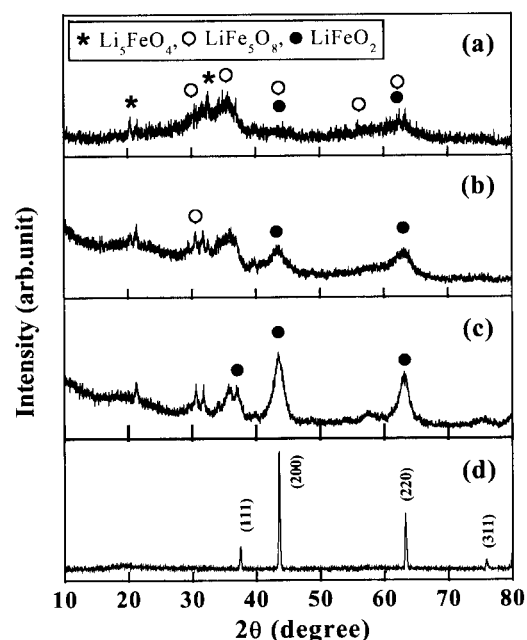 * Li₅FeO₄, ○ LiFe₅O₈, ● LiFeO₂
(a)
(b)
(c)
(d)
(111)
(200)
(220)
(311)
Intensity (arb.unit)
10 20 30 40 50 60 70 80
2θ (degree)